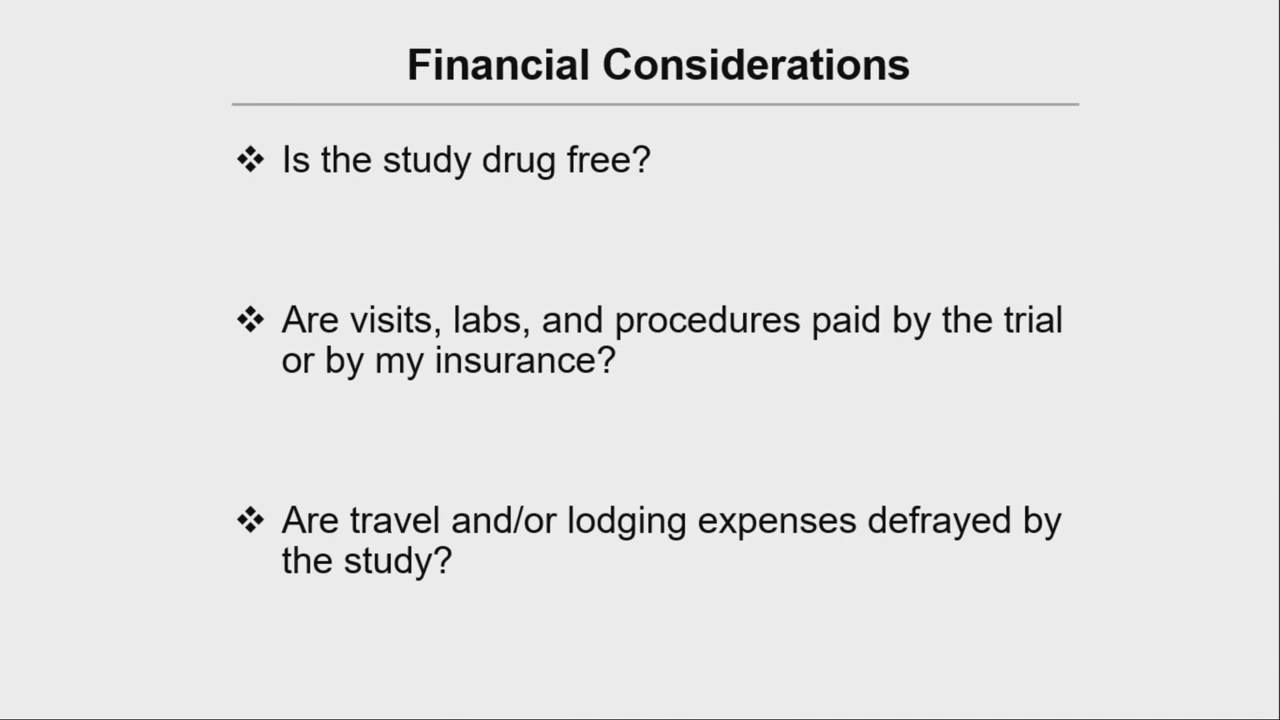 Financial Considerations
❖ Is the study drug free?
❖ Are visits, labs, and procedures paid by the trial
or by my insurance?
❖ Are travel and/or lodging expenses defrayed by
the study?